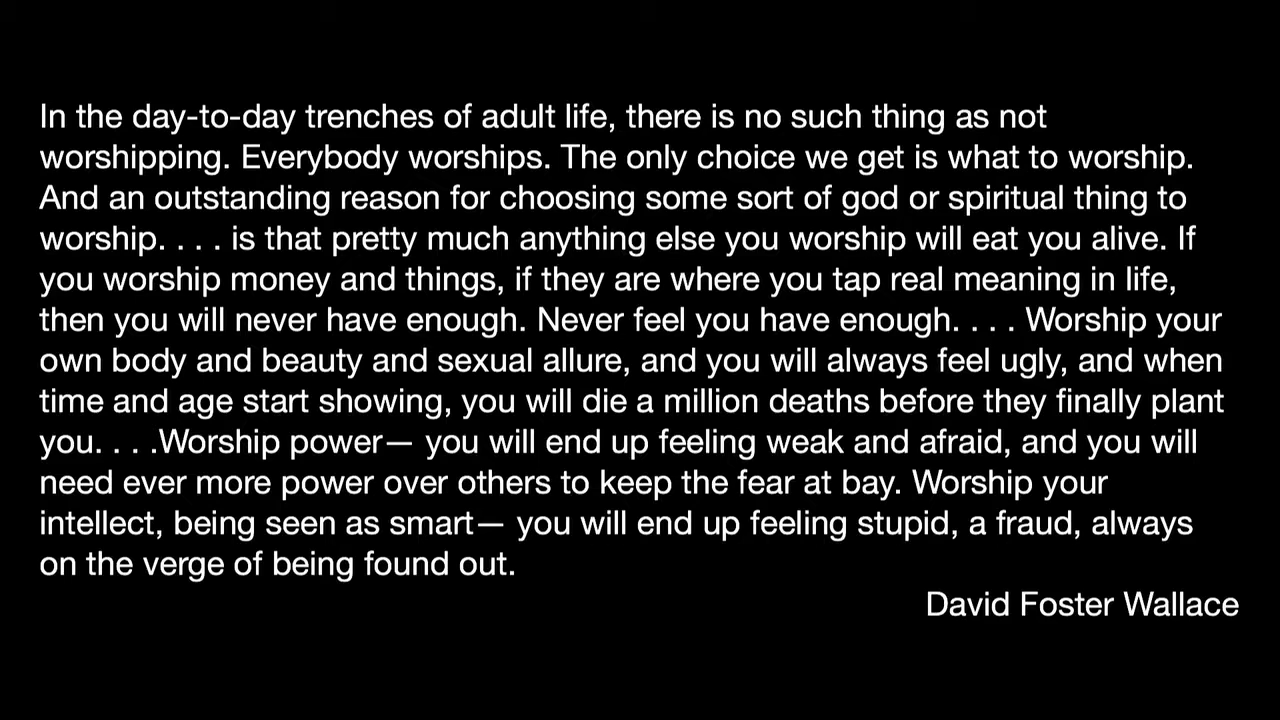 In the day-to-day trenches of adult life, there is no such thing as not
worshipping. Everybody worships. The only choice we get is what to worship.
And an outstanding reason for choosing some sort of god or spiritual thing to
worship. . . . is that pretty much anything else you worship will eat you alive. If
you worship money and things, if they are where you tap real meaning in life,
then you will never have enough. Never feel you have enough. . . . Worship your
own body and beauty and sexual allure, and you will always feel ugly, and when
time and age start showing, you will die a million deaths before they finally plant
you. . . .Worship power— you will end up feeling weak and afraid, and you will
need ever more power over others to keep the fear at bay. Worship your
intellect, being seen as smart— you will end up feeling stupid, a fraud, always
on the verge of being found out.
David Foster Wallace